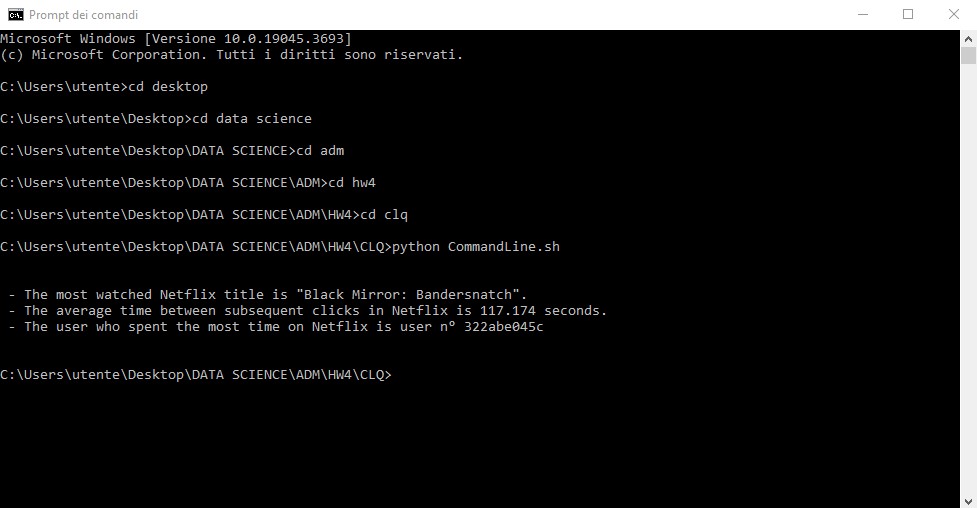 Prompt dei comandi
Microsoft Windows [Versione 10.0.19045.3693]
(c) Microsoft Corporation. Tutti i diritti sono riservati.
C:\Users\utente>cd desktop
C:\Users\utente\Desktop>cd data science
C:\Users\utente\Desktop\DATA SCIENCE>cd adm
C:\Users\utente\Desktop\DATA SCIENCE\ADM>cd hw4
C:\Users\utente\Desktop\DATA SCIENCE\ADM\HW4>cd clq
C:\Users\utente\Desktop\DATA SCIENCE\ADM\HW4\CLQ>python CommandLine.sh
- The most watched Netflix title is "Black Mirror: Bandersnatch".
- The average time between subsequent clicks in Netflix is 117.174 seconds.
- The user who spent the most time on Netflix is user n° 322abe045c
C:\Users\utente\Desktop\DATA SCIENCE\ADM\HW4\CLQ>